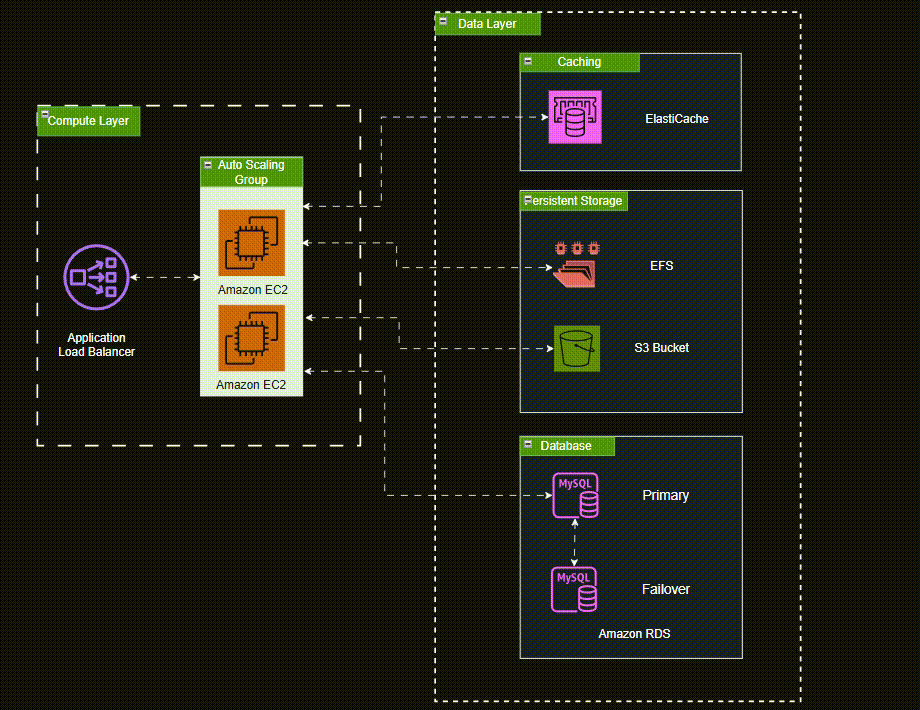 Data Layer
Caching
ElastiCache
Compute Layer
Auto Scaling
Group
Amazon EC2
Amazon EC2
Application
Load Balancer
Persistent Storage
EFS
S3 Bucket
Database
MySQL
Primary
MySQL
Failover
Amazon RDS